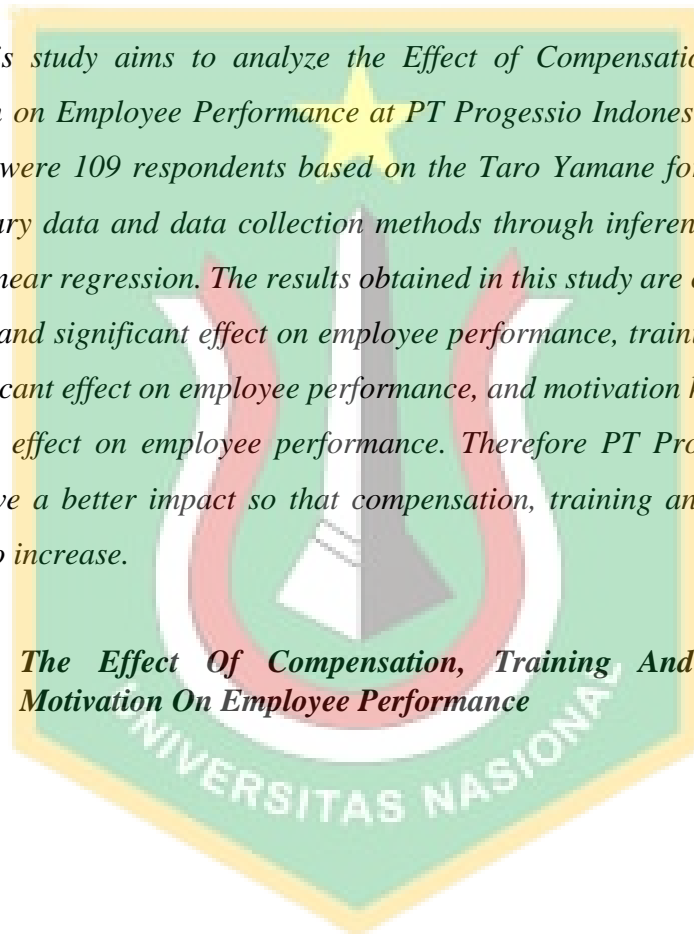 s study aims to analyze the Effect of Compensatio
on Employee Performance at PT Progessio Indones
were 109 respondents based on the Taro Yamane fo
ry data and data collection methods through inferen
near regression. The results obtained in this study are
and significant effect on employee performance, traini
cant effect on employee performance, and motivation h
effect on employee performance. Therefore PT Pro
ve a better impact so that compensation, training an
o increase.
The Effect Of Compensation, Training And
Motivation On Employee Performance
UNIVERSITAS NASIONAL